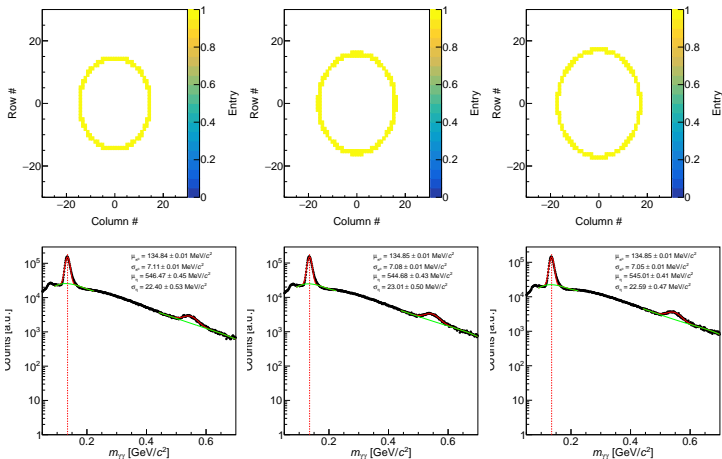 20
0
−20
Row #
−20
0
20
Column #
1
0.8
0.6
0.4
0.2
0
Entry
20
0
−20
Row #
−20
0
20
Column #
1
0.8
0.6
0.4
0.2
0
Entry
20
0
−20
Row #
−20
0
20
Column #
1
0.8
0.6
0.4
0.2
0
Entry
10⁵
10⁴
10³
10²
10
1
Counts [a.u.]
μπ⁰ = 134.84 ± 0.01 MeV/c²
σπ⁰ = 7.11 ± 0.01 MeV/c²
μη = 546.47 ± 0.45 MeV/c²
ση = 22.40 ± 0.53 MeV/c²
0.2
0.4
0.6
mγγ [GeV/c²]
10⁵
10⁴
10³
10²
10
1
Counts [a.u.]
μπ⁰ = 134.85 ± 0.01 MeV/c²
σπ⁰ = 7.08 ± 0.01 MeV/c²
μη = 544.68 ± 0.43 MeV/c²
ση = 23.01 ± 0.50 MeV/c²
0.2
0.4
0.6
mγγ [GeV/c²]
10⁵
10⁴
10³
10²
10
1
Counts [a.u.]
μπ⁰ = 134.85 ± 0.01 MeV/c²
σπ⁰ = 7.05 ± 0.01 MeV/c²
μη = 545.01 ± 0.41 MeV/c²
ση = 22.59 ± 0.47 MeV/c²
0.2
0.4
0.6
mγγ [GeV/c²]